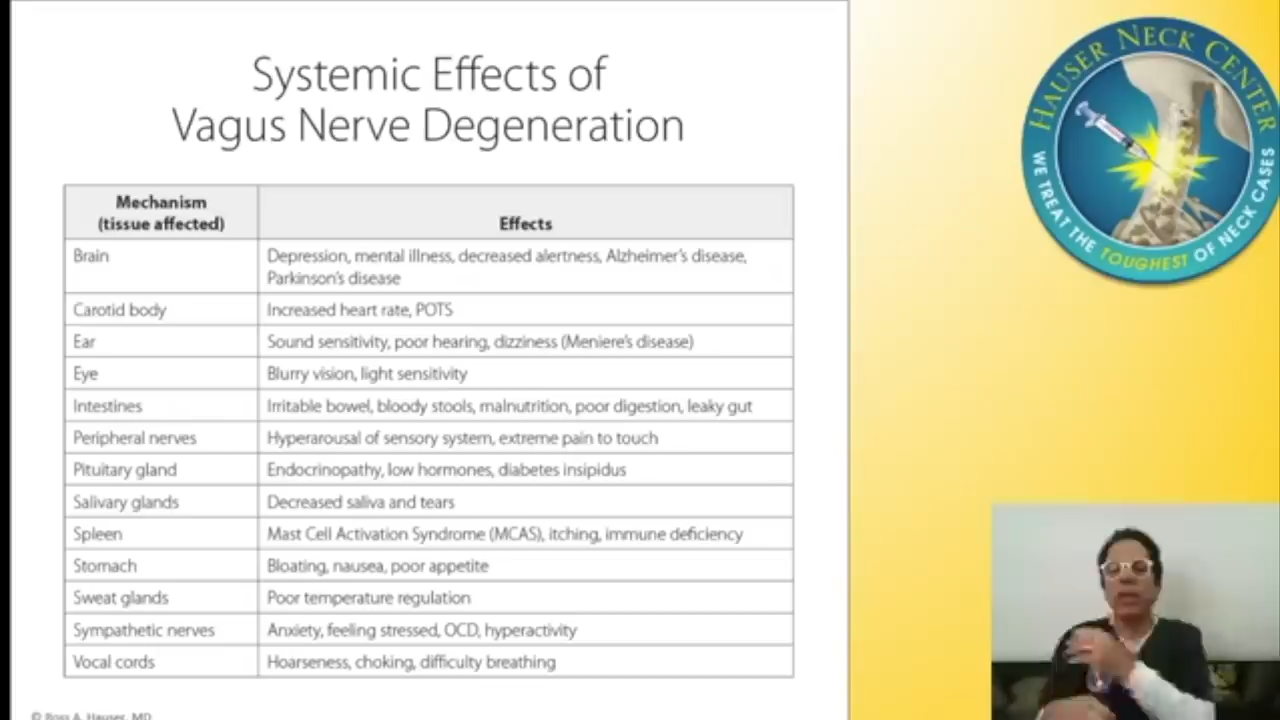 Systemic Effects of
Vagus Nerve Degeneration
Mechanism
(tissue affected)
Effects
Brain
Depression, mental illness, decreased alertness, Alzheimer's disease,
Parkinson's disease
Carotid body
Increased heart rate, POTS
Ear
Sound sensitivity, poor hearing, dizziness (Meniere's disease)
Eye
Blurry vision, light sensitivity
Intestines
Irritable bowel, bloody stools, malnutrition, poor digestion, leaky gut
Peripheral nerves
Hyperarousal of sensory system, extreme pain to touch
Pituitary gland
Endocrinopathy, low hormones, diabetes insipidus
Salivary glands
Decreased saliva and tears
Spleen
Mast Cell Activation Syndrome (MCAS), itching, immune deficiency
Stomach
Bloating, nausea, poor appetite
Sweat glands
Poor temperature regulation
Sympathetic nerves
Anxiety, feeling stressed, OCD, hyperactivity
Vocal cords
Hoarseness, choking, difficulty breathing
© Ross A. Hauser, MD
HAUSER NECK CENTER
WE TREAT THE TOUGHEST OF NECK CASES